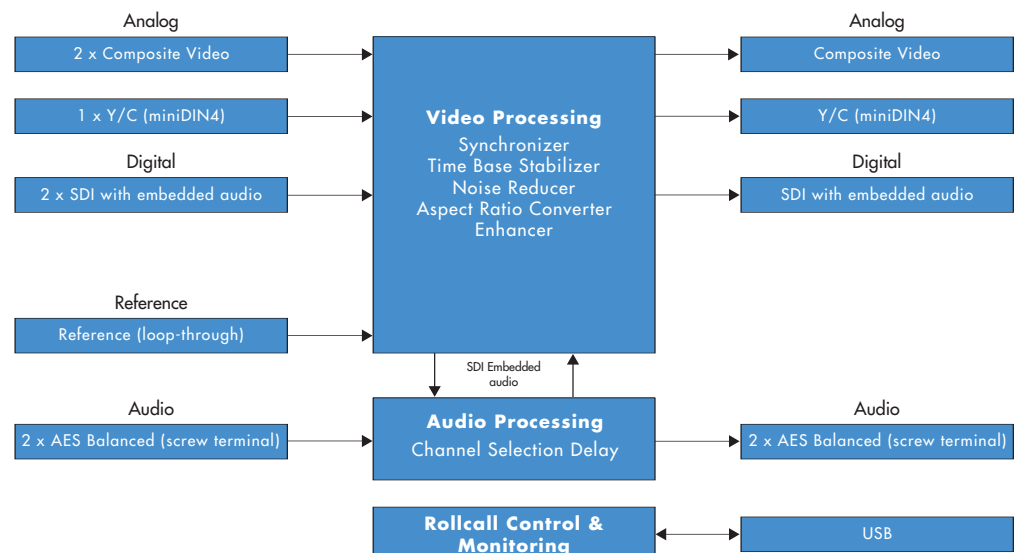 Analog
2 x Composite Video
1 x Y/C (miniDIN4)
Digital
2 x SDI with embedded audio
Reference
Reference (loop-through)
Audio
2 x AES Balanced (screw terminal)
Video Processing
Synchronizer
Time Base Stabilizer
Noise Reducer
Aspect Ratio Converter
Enhancer
SDI Embedded
audio
Audio Processing
Channel Selection Delay
Rollcall Control &
Monitoring
Analog
Composite Video
Y/C (miniDIN4)
Digital
SDI with embedded audio
Audio
2 x AES Balanced (screw terminal)
USB